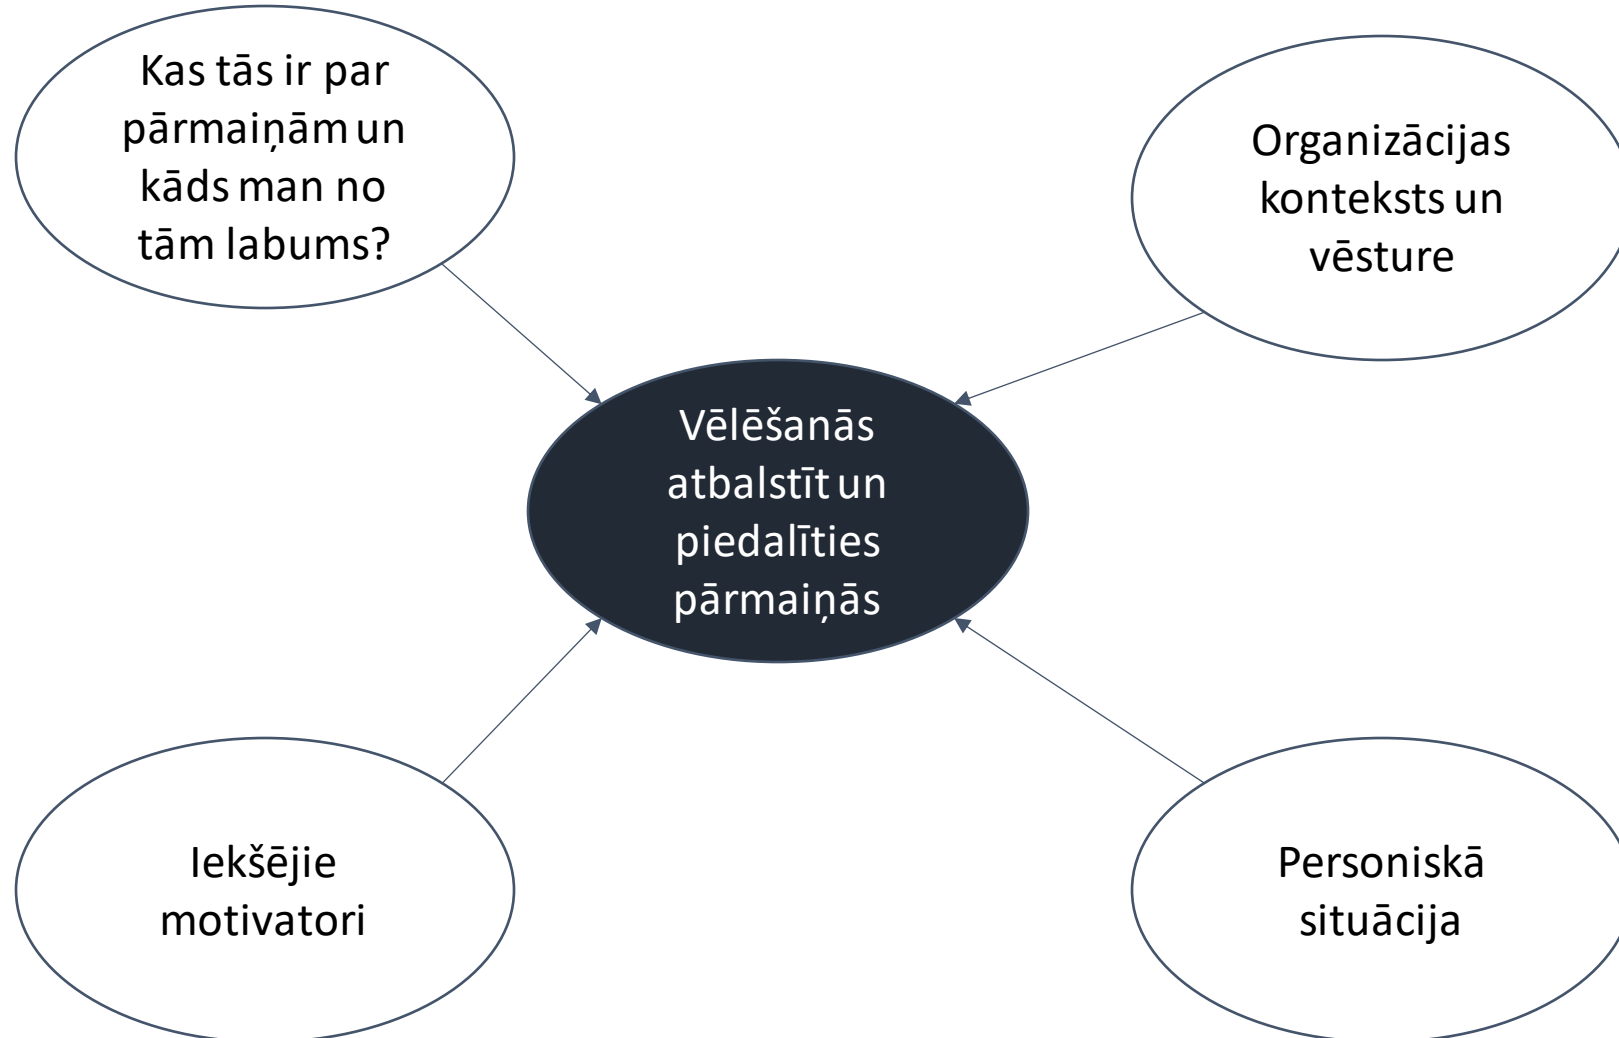 Kas tās ir par
pārmaiņām un
kāds man no
tām labums?
Organizācijas
konteksts un
vēsture
Vēlēšanās
atbalstīt un
piedalīties
pārmaiņās
Iekšējie
motivatori
Personiskā
situācija